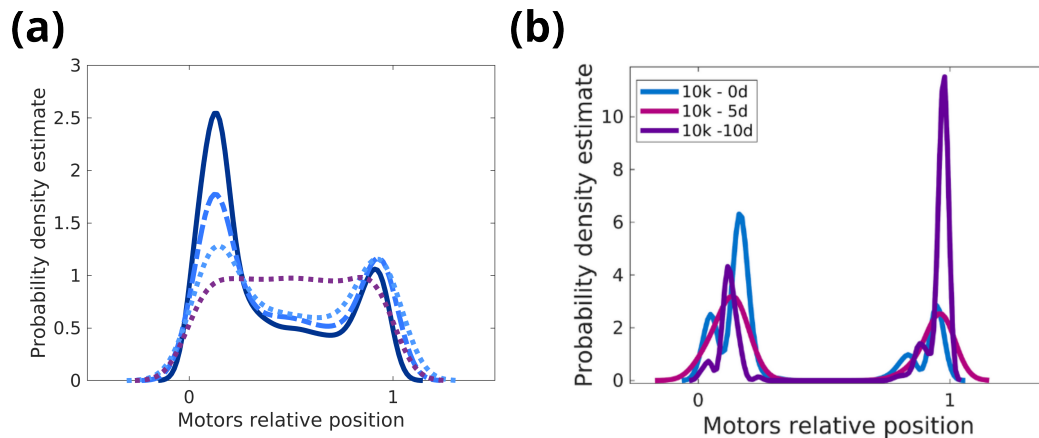 (a)
Probability density estimate
3
2.5
2
1.5
1
0.5
0
0
1
Motors relative position
(b)
Probability density estimate
10
8
6
4
2
0
10k - 0d
10k - 5d
10k -10d
0
1
Motors relative position